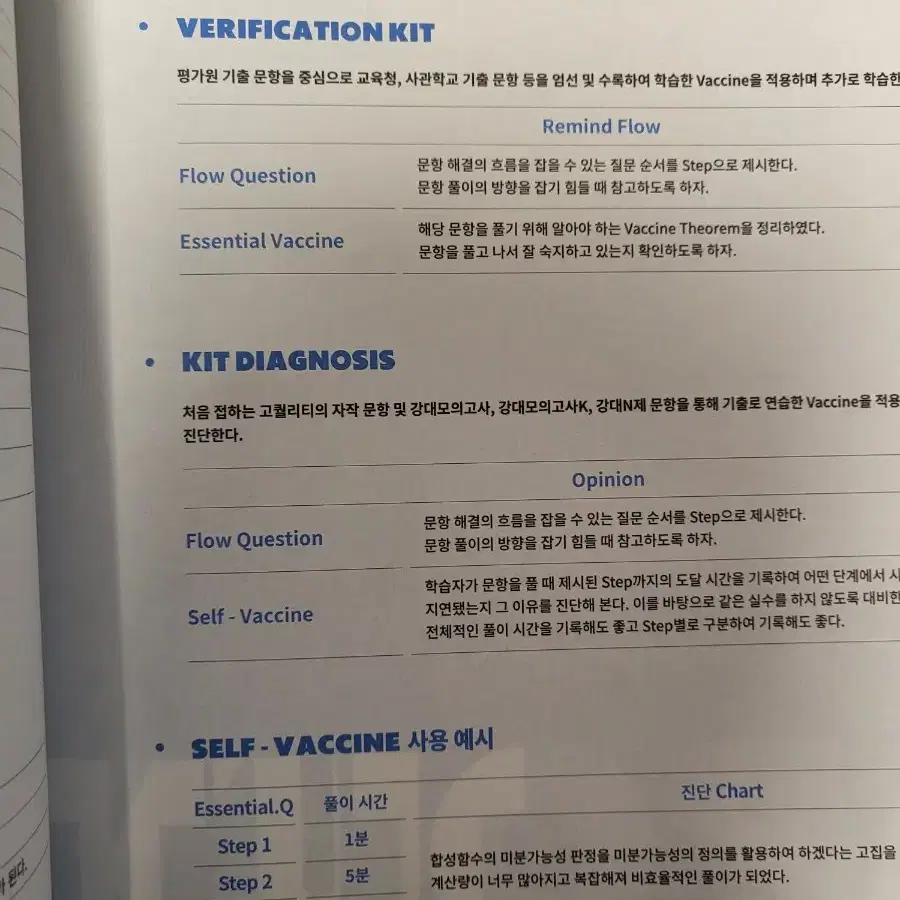 VERIFICATION KIT
평가원 기출 문항을 중심으로 교육청, 사관학교 기출 문항 등을 엄선 및 수록하여 학습한 Vaccine을 적용하며 추가로 학습한
Remind Flow
Flow Question
문항 해결의 흐름을 잡을 수 있는 질문 순서를 Step으로 제시한다.
문항 풀이의 방향을 잡기 힘들 때 참고하도록 하자.
Essential Vaccine
해당 문항을 풀기 위해 알아야 하는 Vaccine Theorem을 정리하였다.
문항을 풀고 나서 잘 숙지하고 있는지 확인하도록 하자.
KIT DIAGNOSIS
처음 접하는 고퀄리티의 자작 문항 및 강대모의고사, 강대모의고사K, 강대N제 문항을 통해 기출로 연습한 Vaccine을 적용
진단한다.
Opinion
Flow Question
문항 해결의 흐름을 잡을 수 있는 질문 순서를 Step으로 제시한다.
문항 풀이의 방향을 잡기 힘들 때 참고하도록 하자.
Self - Vaccine
학습자가 문항을 풀 때 제시된 Step까지의 도달 시간을 기록하여 어떤 단계에서
지연됐는지 그 이유를 진단해 본다. 이를 바탕으로 같은 실수를 하지 않도록 대비한
전체적인 풀이 시간을 기록해도 좋고 Step별로 구분하여 기록해도 좋다.
SELF - VACCINE 사용 예시
Essential.Q 풀이 시간 진단 Chart
Step 1 1분
Step 2 5분
합성함수의 미분가능성 판정을 미분가능성의 정의를 활용하여 하겠다는 고집을
계산량이 너무 많아지고 복잡해져 비효율적인 풀이가 되었다.
된다.